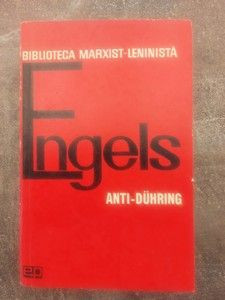 BIBLIOTECA MARXIST-LENINISTĂ
Engels
ANTI-DÜHRING